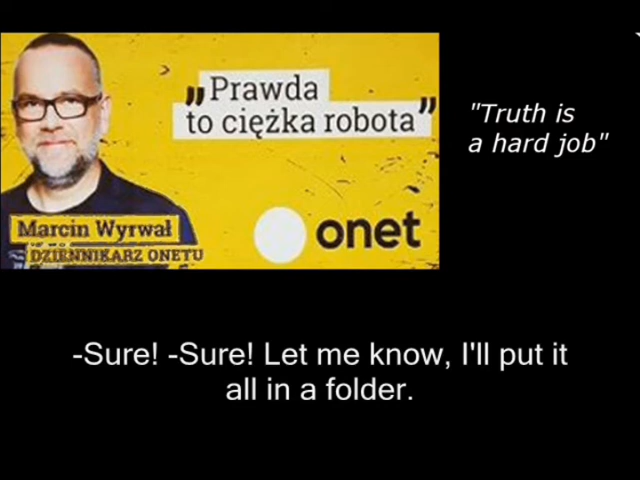 „Prawda
to ciężka robota”
"Truth is
a hard job"
Marcin Wyrwał
DZIENNIKARZ ONETU
onet
-Sure! -Sure! Let me know, I'll put it
all in a folder.